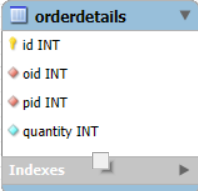 orderdetails
id INT
oid INT
pid INT
quantity INT
Indexes